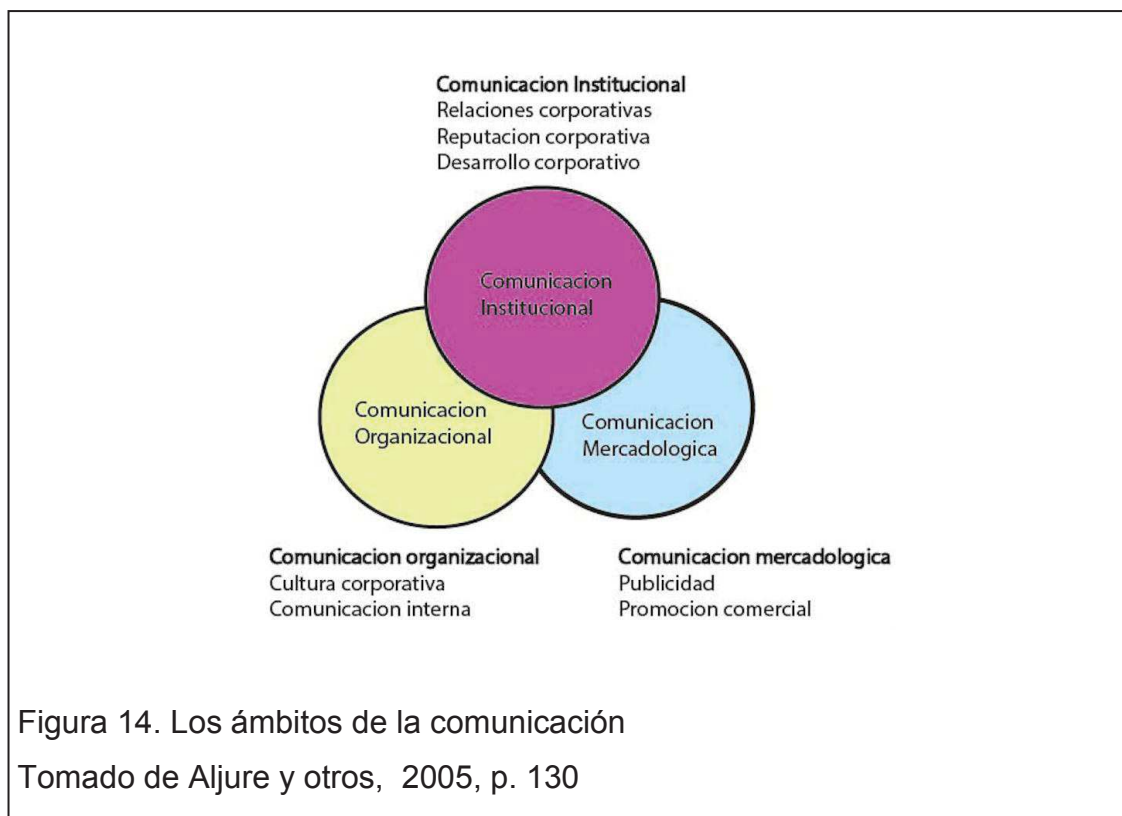 Comunicacion Institucional
Relaciones corporativas
Reputacion corporativa
Desarrollo corporativo
Comunicacion
Institucional
Comunicacion
Organizacional
Comunicacion
Mercadologica
Comunicacion organizacional
Cultura corporativa
Comunicacion interna
Comunicacion mercadologica
Publicidad
Promocion comercial
Figura 14. Los ámbitos de la comunicación
Tomado de Aljure y otros, 2005, p. 130